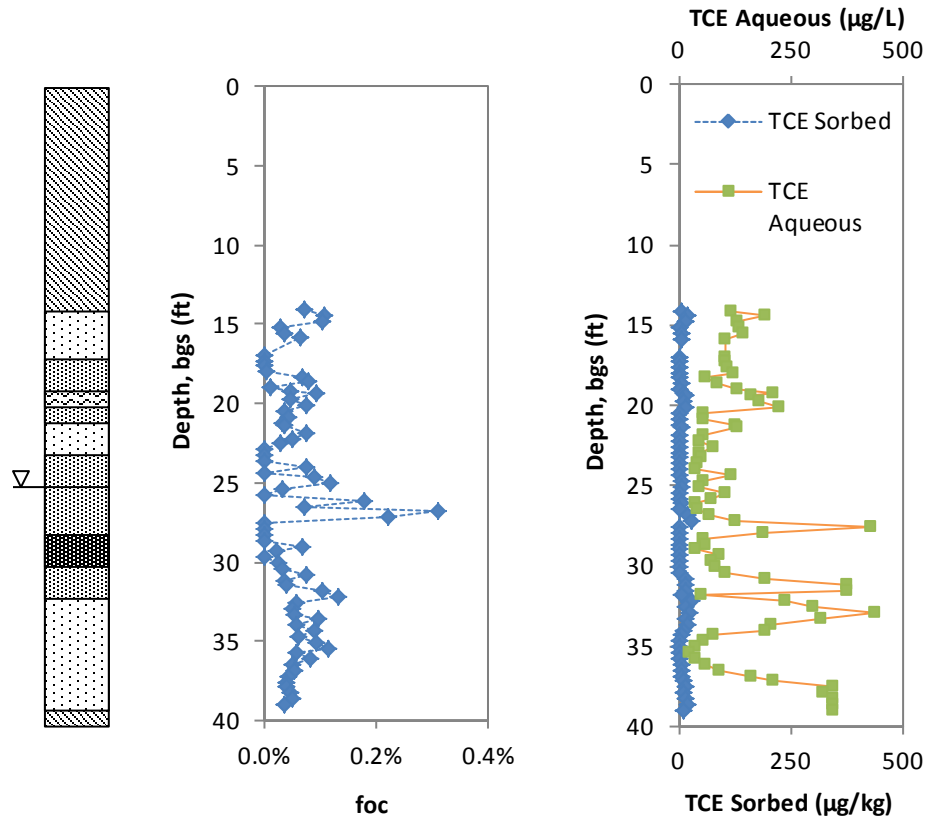 TCE Aqueous (µg/L)
0 250 500
0
5
10
15
20
25
30
35
40
Depth, bgs (ft)
0.0% 0.2% 0.4%
foc
0
5
10
15
20
25
30
35
40
Depth, bgs (ft)
TCE Sorbed
TCE
Aqueous
0 250 500
TCE Sorbed (µg/kg)